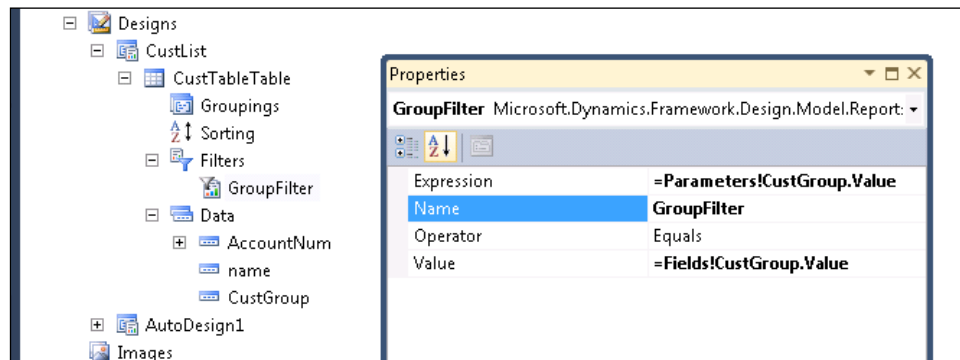 Designs
CustList
CustTableTable
Groupings
Sorting
Filters
GroupFilter
Data
AccountNum
name
CustGroup
AutoDesign1
Images
Properties
GroupFilter Microsoft.Dynamics.Framework.Design.Model.Report:
Expression =Parameters!CustGroup.Value
Name GroupFilter
Operator Equals
Value =Fields!CustGroup.Value